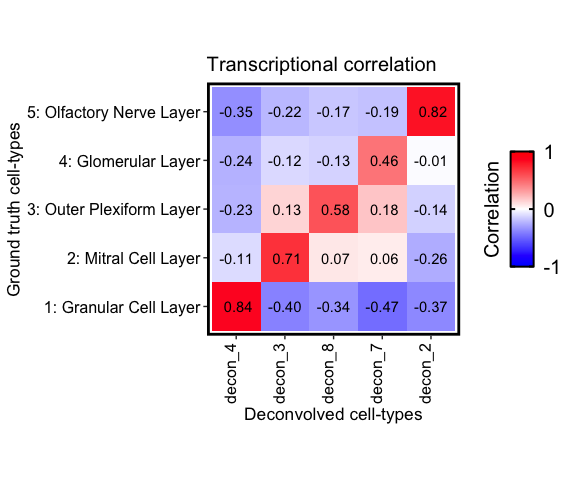 Transcriptional correlation
Ground truth cell-types
5: Olfactory Nerve Layer -0.35 -0.22 -0.17 -0.19 0.82
4: Glomerular Layer -0.24 -0.12 -0.13 0.46 -0.01
3: Outer Plexiform Layer -0.23 0.13 0.58 0.18 -0.14
2: Mitral Cell Layer -0.11 0.71 0.07 0.06 -0.26
1: Granular Cell Layer 0.84 -0.40 -0.34 -0.47 -0.37
decon_4 decon_3 decon_8 decon_7 decon_2
Deconvolved cell-types
Correlation
1
0
-1